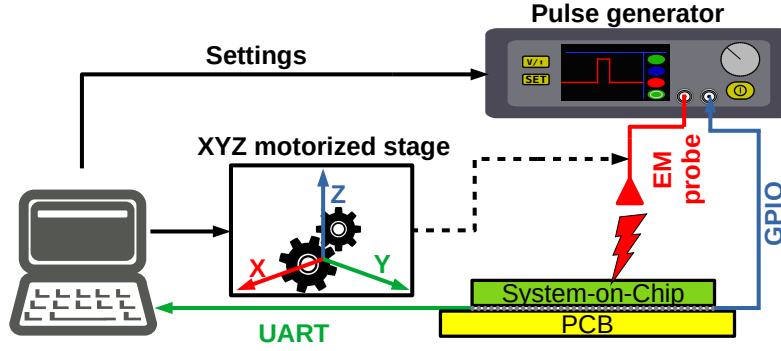 Pulse generator
Settings
V/↑
SET
XYZ motorized stage
EM
probe
GPIO
Z
X
Y
System-on-Chip
PCB
UART